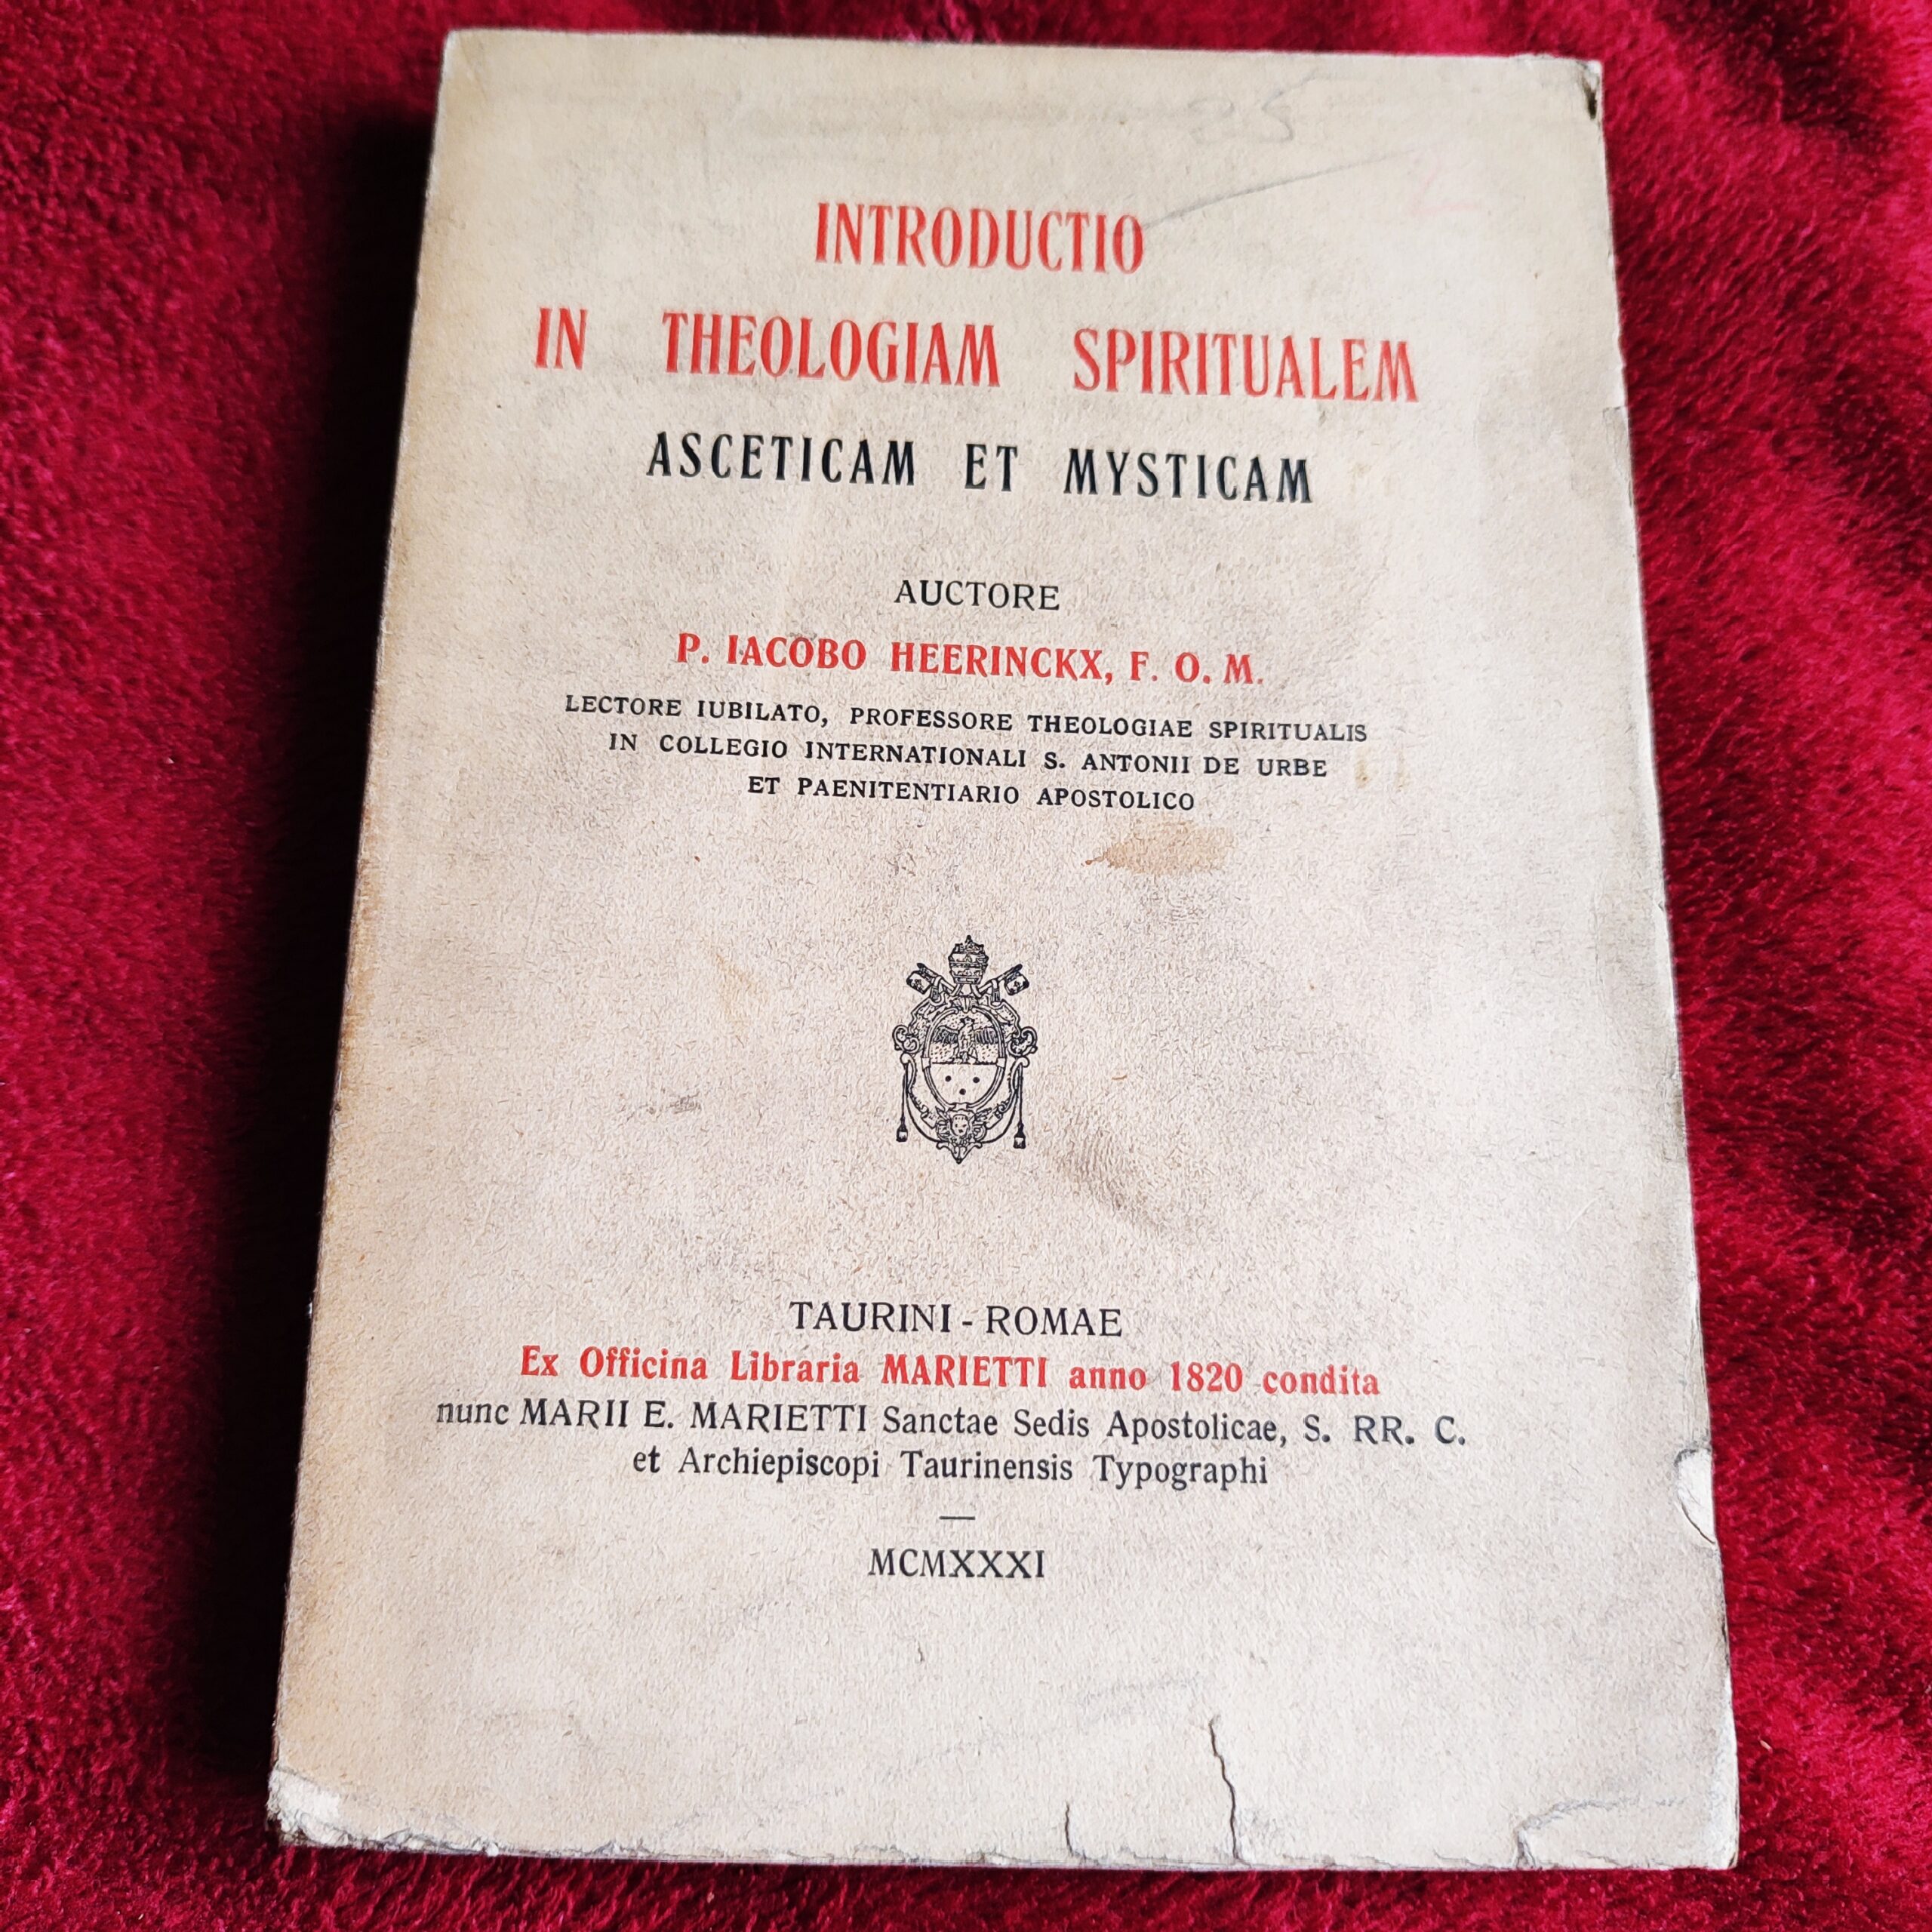 25
INTRODUCTIO
IN THEOLOGIAM SPIRITUALEM
ASCETICAM ET MYSTICAM
AUCTORE
P. IACOBO HEERINCKX, F. O. M.
LECTORE IUBILATO, PROFESSORE THEOLOGIAE SPIRITUALIS
IN COLLEGIO INTERNATIONALI S. ANTONII DE URBE
ET PAENITENTIARIO APOSTOLICO
TAURINI - ROMAE
Ex Officina Libraria MARIETTI anno 1820 condita
nunc MARII E. MARIETTI Sanctae Sedis Apostolicae, S. RR. C.
et Archiepiscopi Taurinensis Typographi
MCMXXXI